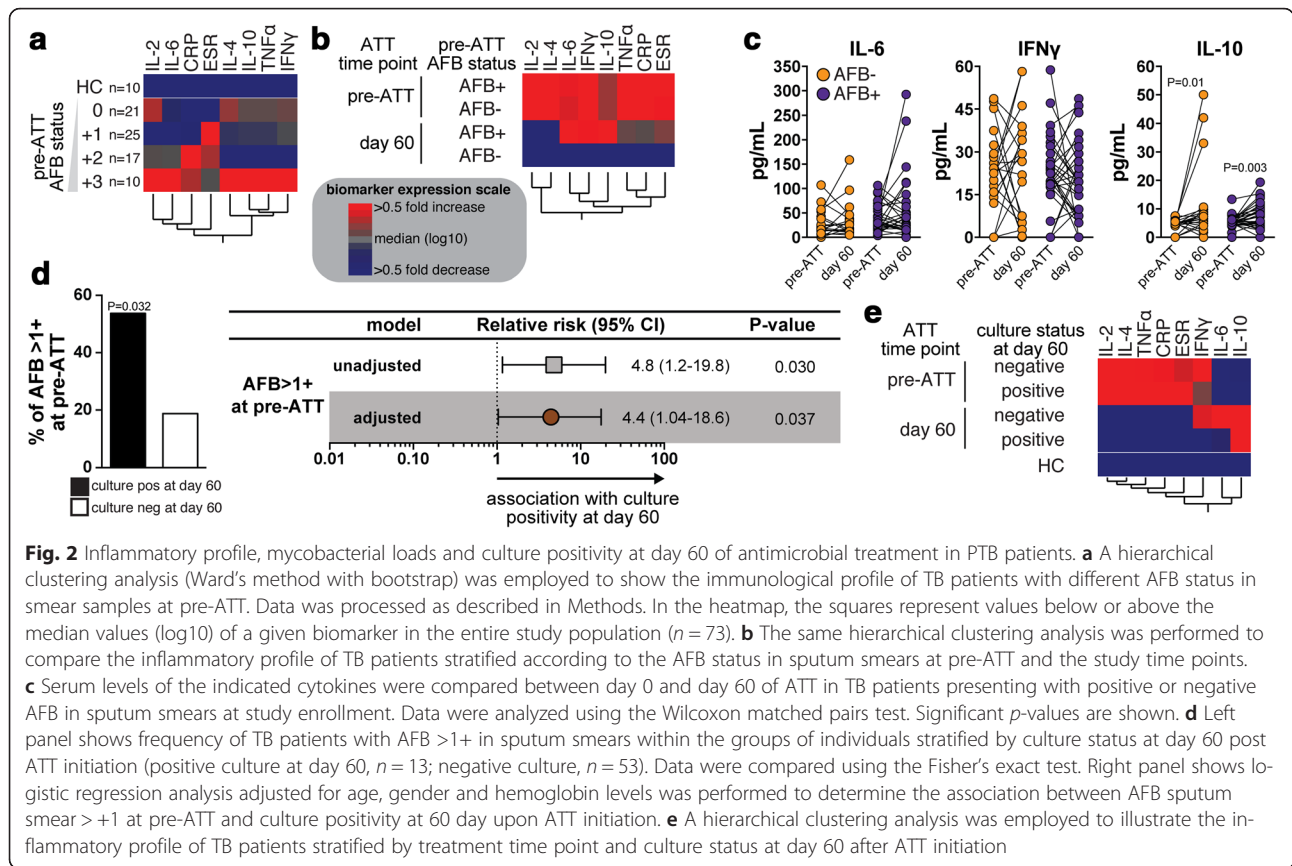 a
IL-2
IL-6
CRP
ESR
IL-4
IL-10
TNFα
IFNγ
HC n=10
0 n=21
+1 n=25
+2 n=17
+3 n=10
pre-ATT
AFB status
b
ATT
time point
pre-ATT
AFB status
IL-2
IL-4
IL-6
IFNγ
IL-10
TNFα
CRP
ESR
pre-ATT
AFB+
AFB-
day 60
AFB+
AFB-
biomarker expression scale
>0.5 fold increase
median (log10)
>0.5 fold decrease
c
IL-6
AFB-
AFB+
pg/mL
350
300
250
200
150
100
50
0
pre-ATT
day 60
pre-ATT
day 60
IFNγ
pg/mL
60
45
30
15
0
pre-ATT
day 60
pre-ATT
day 60
IL-10
P=0.01
P=0.003
pg/mL
60
50
40
30
20
10
0
pre-ATT
day 60
pre-ATT
day 60
d
% of AFB >1+
at pre-ATT
60
40
20
0
P=0.032
culture pos at day 60
culture neg at day 60
model Relative risk (95% CI) P-value
AFB>1+
at pre-ATT
unadjusted 4.8 (1.2-19.8) 0.030
adjusted 4.4 (1.04-18.6) 0.037
0.01 0.10 1 10 100
association with culture
positivity at day 60
e
ATT
time point
culture status
at day 60
IL-2
IL-4
TNFα
CRP
ESR
IFNγ
IL-6
IL-10
pre-ATT
negative
positive
day 60
negative
positive
HC
Fig. 2 Inflammatory profile, mycobacterial loads and culture positivity at day 60 of antimicrobial treatment in PTB patients. a A hierarchical
clustering analysis (Ward's method with bootstrap) was employed to show the immunological profile of TB patients with different AFB status in
smear samples at pre-ATT. Data was processed as described in Methods. In the heatmap, the squares represent values below or above the
median values (log10) of a given biomarker in the entire study population (n = 73). b The same hierarchical clustering analysis was performed to
compare the inflammatory profile of TB patients stratified according to the AFB status in sputum smears at pre-ATT and the study time points.
c Serum levels of the indicated cytokines were compared between day 0 and day 60 of ATT in TB patients presenting with positive or negative
AFB in sputum smears at study enrollment. Data were analyzed using the Wilcoxon matched pairs test. Significant p-values are shown. d Left
panel shows frequency of TB patients with AFB >1+ in sputum smears within the groups of individuals stratified by culture status at day 60 post
ATT initiation (positive culture at day 60, n = 13; negative culture, n = 53). Data were compared using the Fisher's exact test. Right panel shows lo-
gistic regression analysis adjusted for age, gender and hemoglobin levels was performed to determine the association between AFB sputum
smear > +1 at pre-ATT and culture positivity at 60 day upon ATT initiation. e A hierarchical clustering analysis was employed to illustrate the in-
flammatory profile of TB patients stratified by treatment time point and culture status at day 60 after ATT initiation